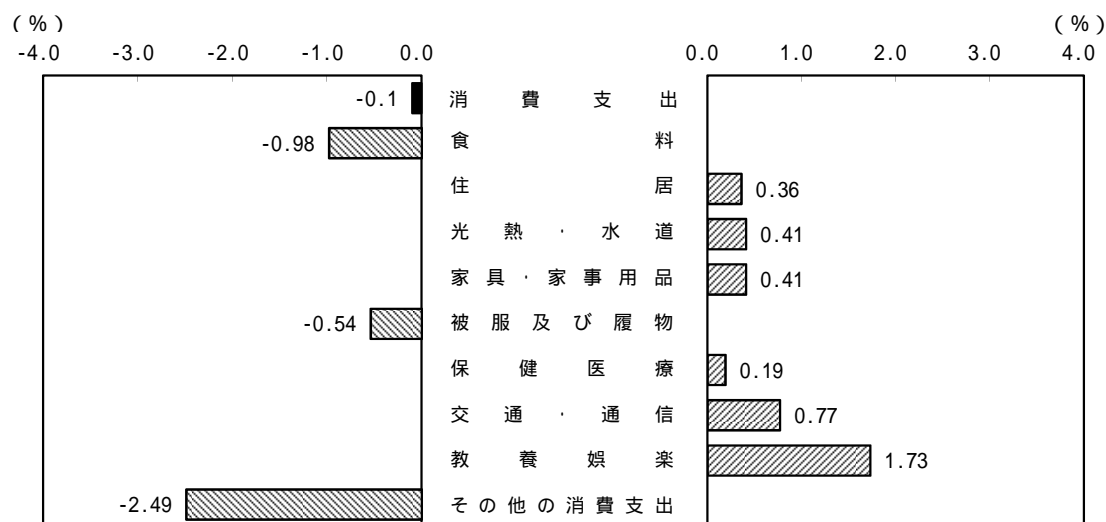 (%) (%)
-4.0 -3.0 -2.0 -1.0 0.0 0.0 1.0 2.0 3.0 4.0
-0.1 消費支出
-0.98 食料
住居 0.36
光熱・水道 0.41
家具・家事用品 0.41
-0.54 被服及び履物
保健医療 0.19
交通・通信 0.77
教養娯楽 1.73
-2.49 その他の消費支出